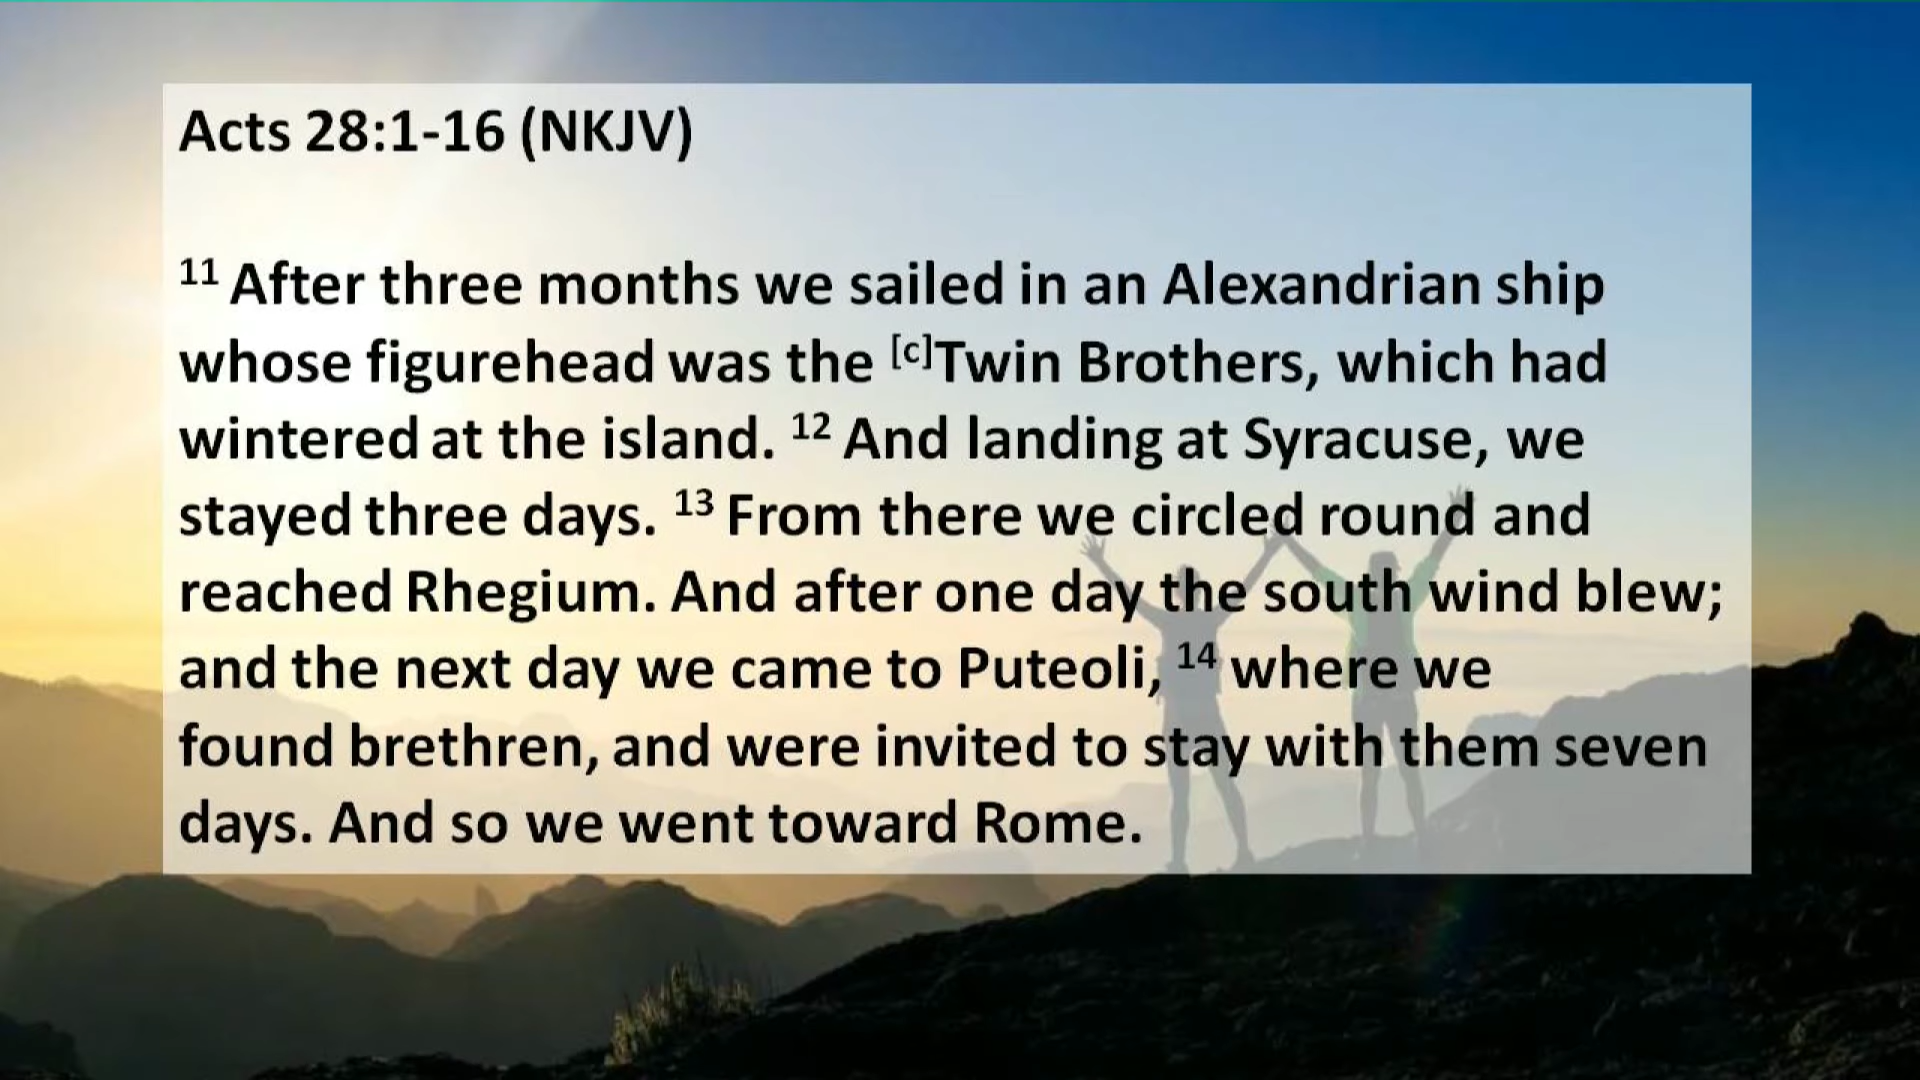 Acts 28:1-16 (NKJV)
11 After three months we sailed in an Alexandrian ship
whose figurehead was the [c]Twin Brothers, which had
wintered at the island. 12 And landing at Syracuse, we
stayed three days. 13 From there we circled round and
reached Rhegium. And after one day the south wind blew;
and the next day we came to Puteoli, 14 where we
found brethren, and were invited to stay with them seven
days. And so we went toward Rome.